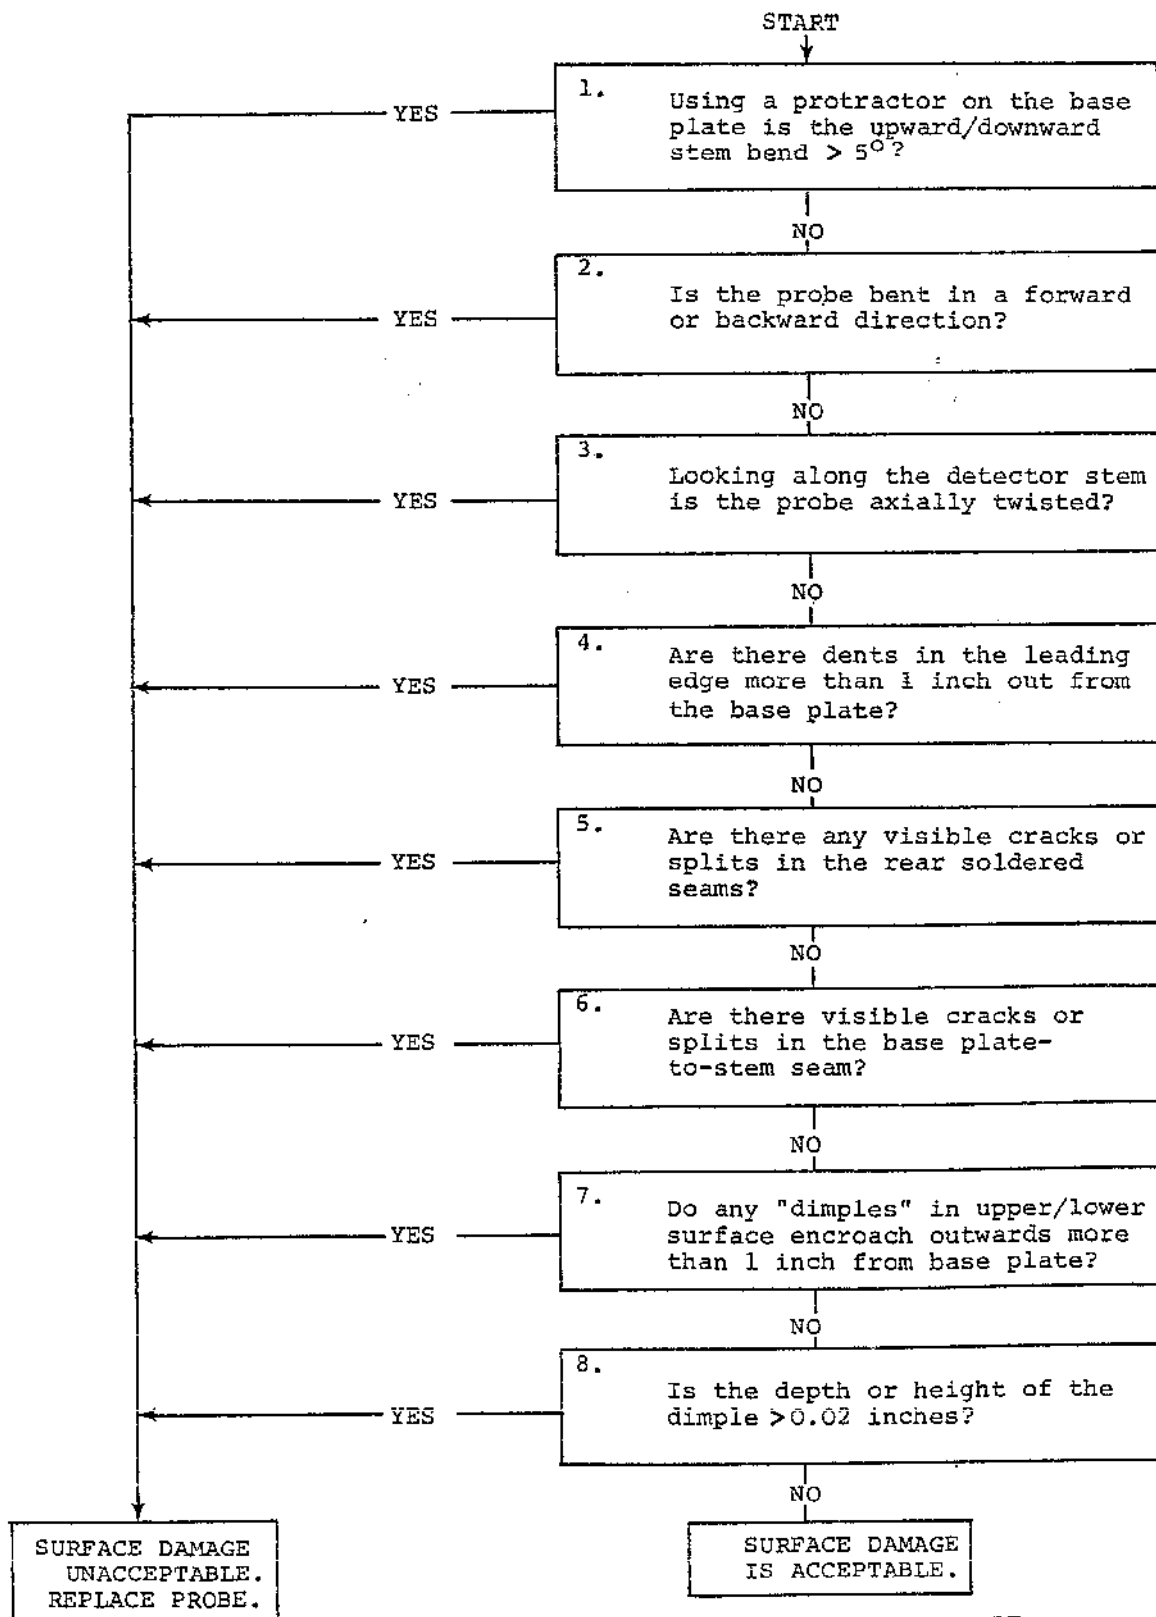 START
1.
Using a protractor on the base
plate is the upward/downward
stem bend > 5°?
YES
NO
2.
Is the probe bent in a forward
or backward direction?
YES
NO
3.
Looking along the detector stem
is the probe axially twisted?
YES
NO
4.
Are there dents in the leading
edge more than 1 inch out from
the base plate?
YES
NO
5.
Are there any visible cracks or
splits in the rear soldered
seams?
YES
NO
6.
Are there visible cracks or
splits in the base plate-
to-stem seam?
YES
NO
7.
Do any "dimples" in upper/lower
surface encroach outwards more
than 1 inch from base plate?
YES
NO
8.
Is the depth or height of the
dimple >0.02 inches?
YES
NO
SURFACE DAMAGE
UNACCEPTABLE.
REPLACE PROBE.
SURFACE DAMAGE
IS ACCEPTABLE.